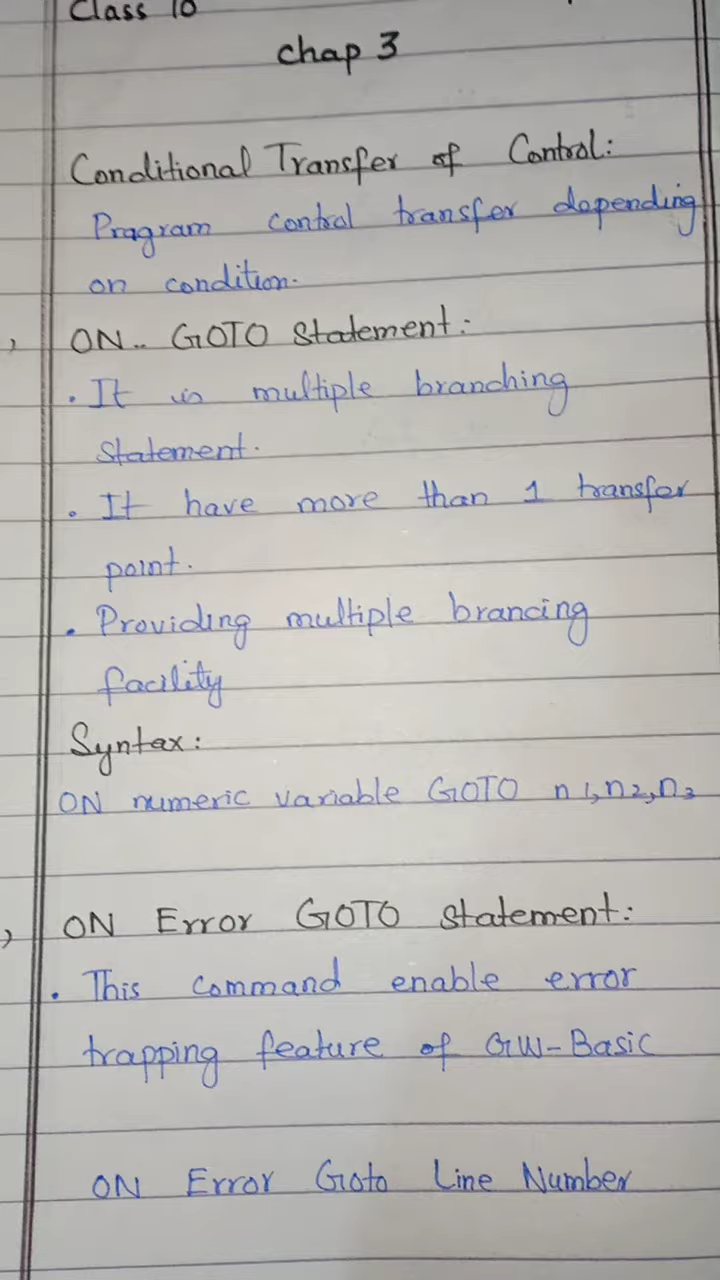 Class 10
chap 3
Conditional Transfer of Control:
Program control transfer depending
on condition.
ON.. GOTO Statement:
• It is multiple branching
statement.
• It have more than 1 transfer
point.
• Providing multiple brancing
facility
Syntax:
ON numeric variable GOTO n1,n2,n3
ON Error GOTO statement:
• This command enable error
trapping feature of GW-Basic
ON Error Goto Line Number